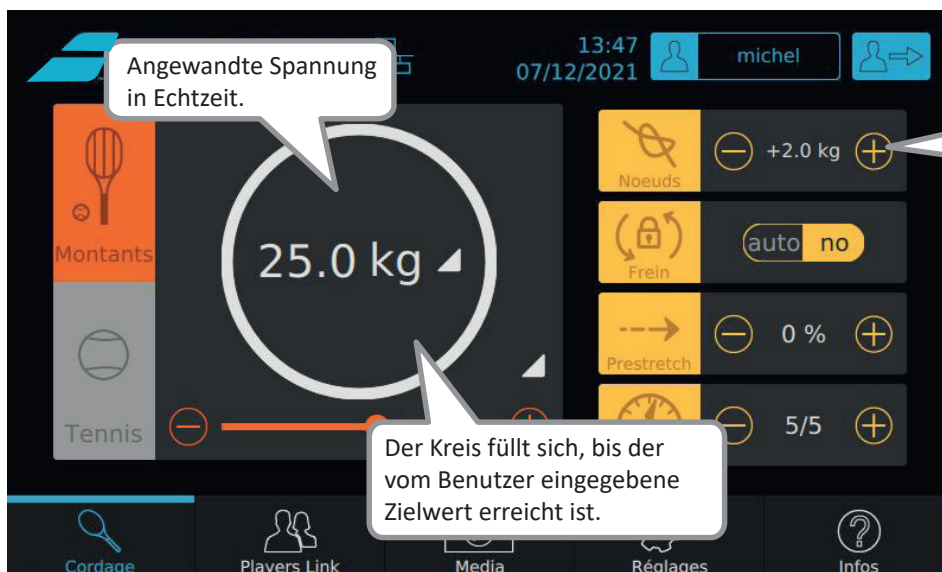 Angewandte Spannung
in Echtzeit.
13:47
07/12/2021
michel
Montants
Tennis
25.0 kg
Noeuds
+2.0 kg
Frein
auto no
Prestretch
0 %
5/5
Der Kreis füllt sich, bis der
vom Benutzer eingegebene
Zielwert erreicht ist.
Cordage
Players Link
Media
Réglages
Infos